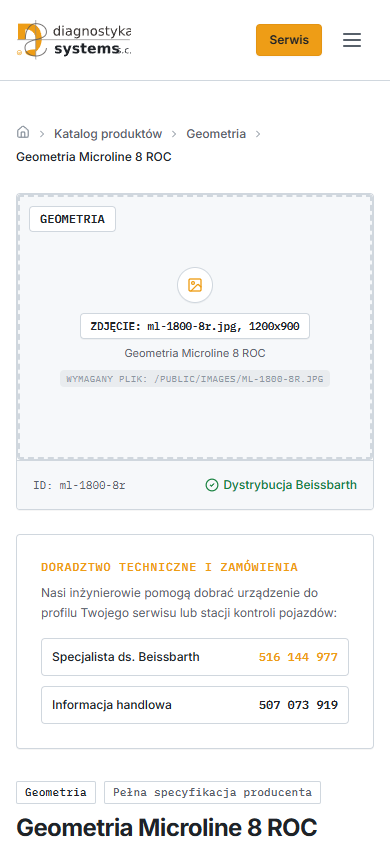 diagnostyka
systems s.c.
Serwis
Katalog produktów
Geometria
Geometria Microline 8 ROC
GEOMETRIA
ZDJĘCIE: ml-1800-8r.jpg, 1200x900
Geometria Microline 8 ROC
WYMAGANY PLIK: /PUBLIC/IMAGES/ML-1800-8R.JPG
ID: ml-1800-8r
Dystrybucja Beissbarth
DORADZTWO TECHNICZNE I ZAMÓWIENIA
Nasi inżynierowie pomogą dobrać urządzenie do
profilu Twojego serwisu lub stacji kontroli pojazdów:
Specjalista ds. Beissbarth 516 144 977
Informacja handlowa 507 073 919
Geometria Pełna specyfikacja producenta
Geometria Microline 8 ROC